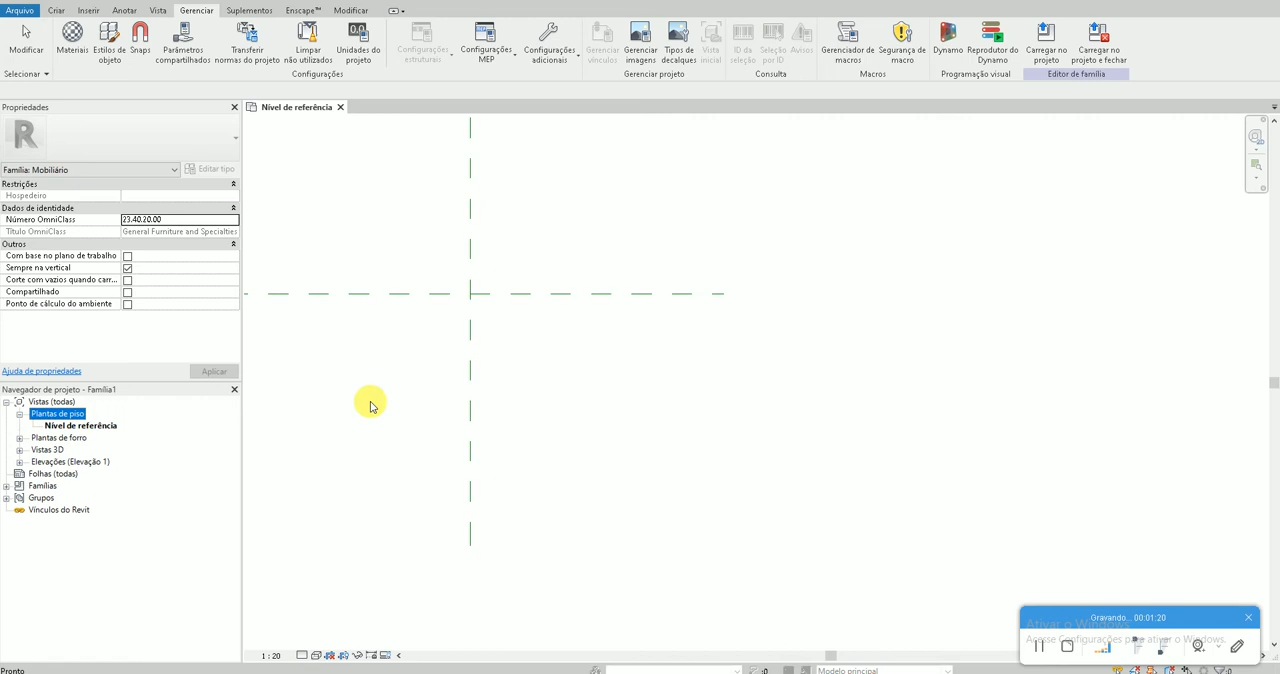 Arquivo Criar Inserir Anotar Vista Gerenciar Suplementos Enscape™ Modificar
Modificar
Materiais
Estilos de objeto
Snaps
Parâmetros compartilhados
Transferir normas do projeto
Limpar não utilizados
Unidades do projeto
Configurações estruturais
Configurações MEP
Configurações adicionais
Gerenciar vínculos
Gerenciar imagens
Tipos de decalques
Vista inicial
ID da seleção
Seleção por ID
Avisos
Gerenciador de macros
Segurança de macro
Dynamo
Reprodutor do Dynamo
Carregar no projeto
Carregar no projeto e fechar
Selecionar Configurações Gerenciar projeto Consulta Macros Programação visual Editor de família
Propriedades
Nível de referência
R
Família: Mobiliário
Editar tipo
Restrições
Hospedeiro
Dados de identidade
Número OmniClass 23.40.20.00
Título OmniClass General Furniture and Specialties
Outros
Com base no plano de trabalho
Sempre na vertical
Corte com vazios quando carr...
Compartilhado
Ponto de cálculo do ambiente
Ajuda de propriedades
Aplicar
Navegador de projeto - Família1
Vistas (todas)
Plantas de piso
Nível de referência
Plantas de forro
Vistas 3D
Elevações (Elevação 1)
Folhas (todas)
Famílias
Grupos
Vínculos do Revit
Gravando... 00:01:20
Ativar o Windows
Acesse Configurações para ativar o Windows.
1 : 20
Pronto
:0
Modelo principal
:0